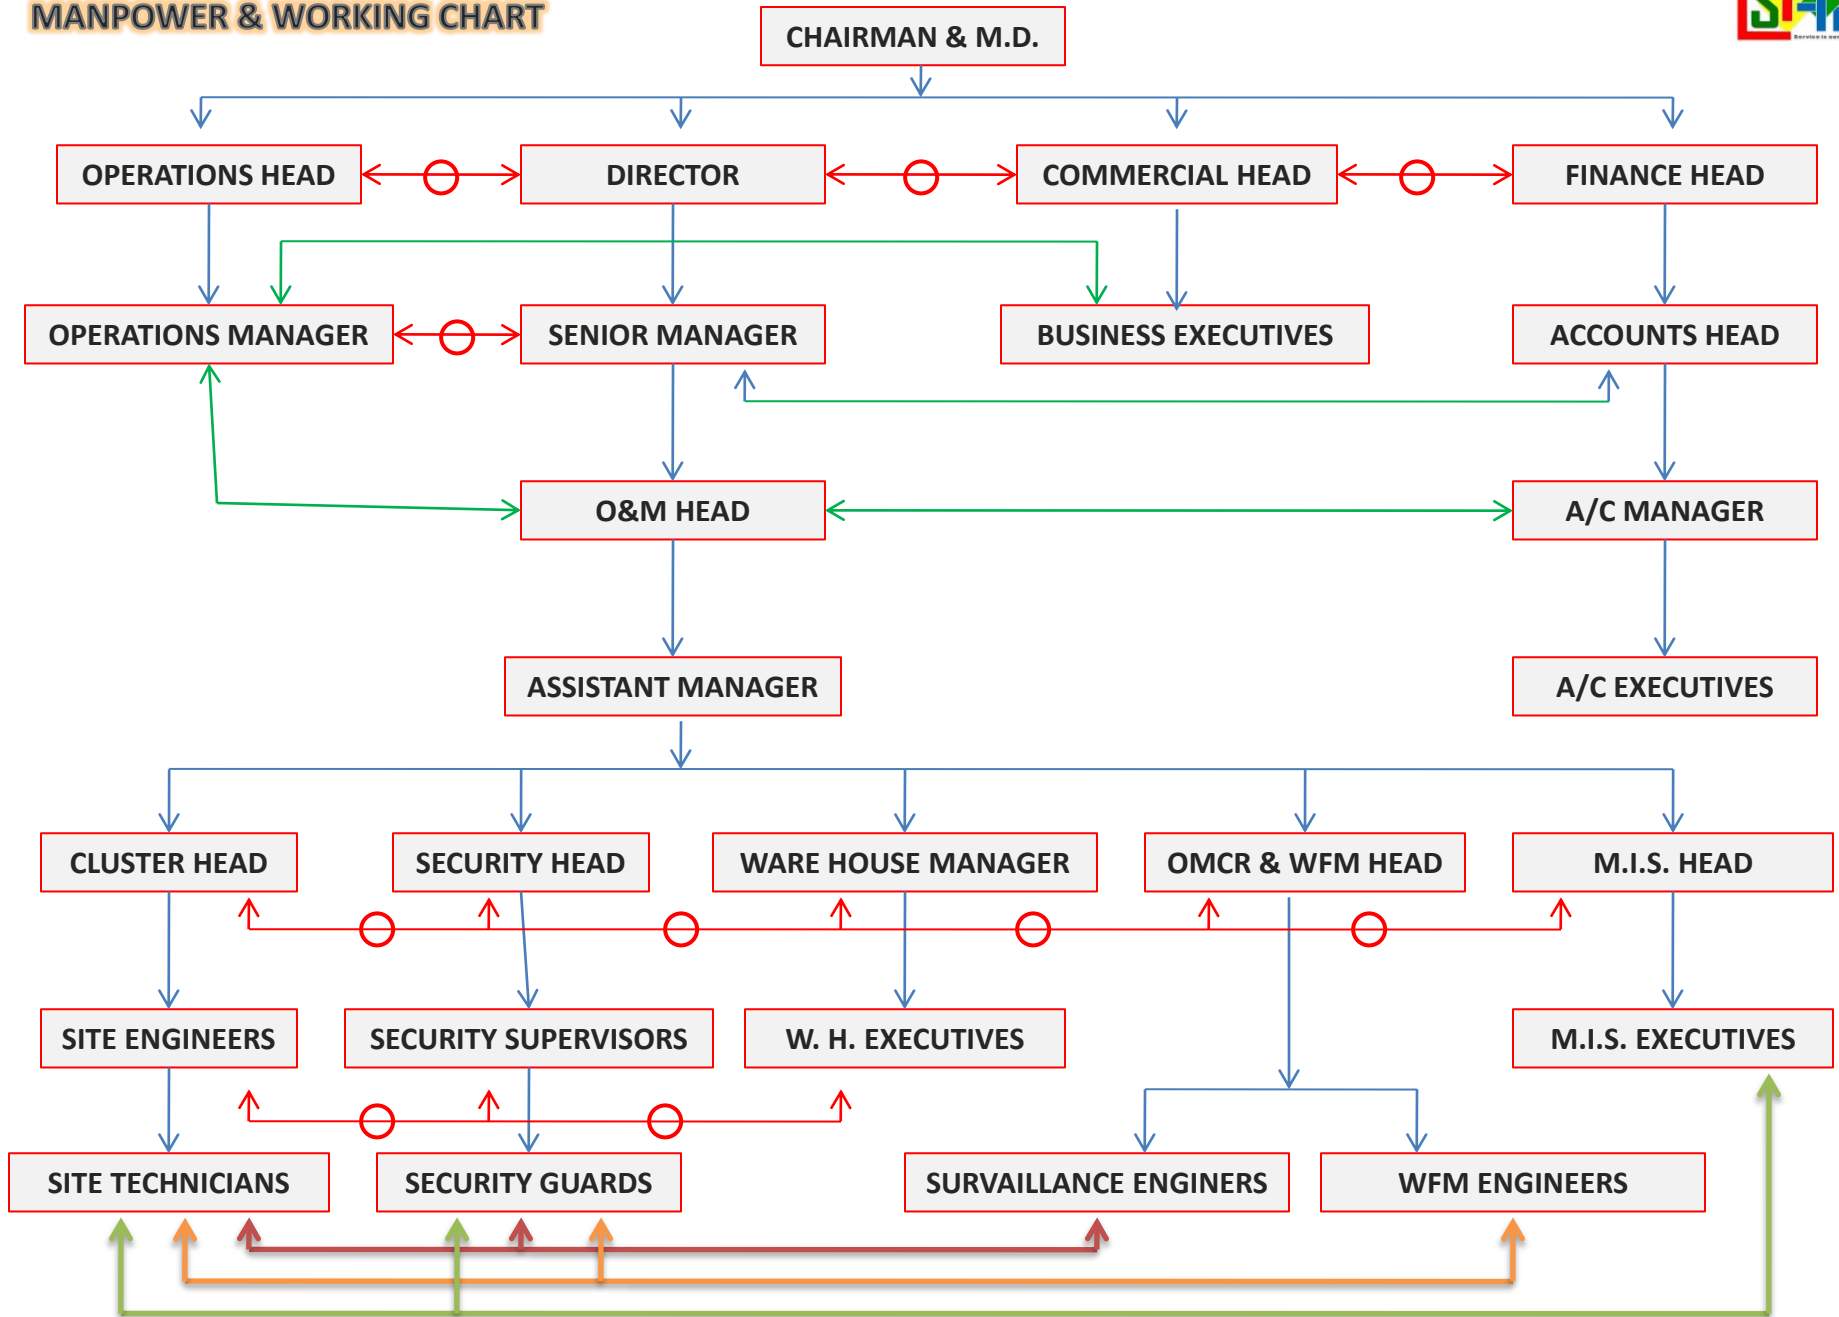 MANPOWER & WORKING CHART
CHAIRMAN & M.D.
OPERATIONS HEAD
DIRECTOR
COMMERCIAL HEAD
FINANCE HEAD
OPERATIONS MANAGER
SENIOR MANAGER
BUSINESS EXECUTIVES
ACCOUNTS HEAD
O&M HEAD
A/C MANAGER
ASSISTANT MANAGER
A/C EXECUTIVES
CLUSTER HEAD
SECURITY HEAD
WARE HOUSE MANAGER
OMCR & WFM HEAD
M.I.S. HEAD
SITE ENGINEERS
SECURITY SUPERVISORS
W. H. EXECUTIVES
M.I.S. EXECUTIVES
SITE TECHNICIANS
SECURITY GUARDS
SURVAILLANCE ENGINERS
WFM ENGINEERS